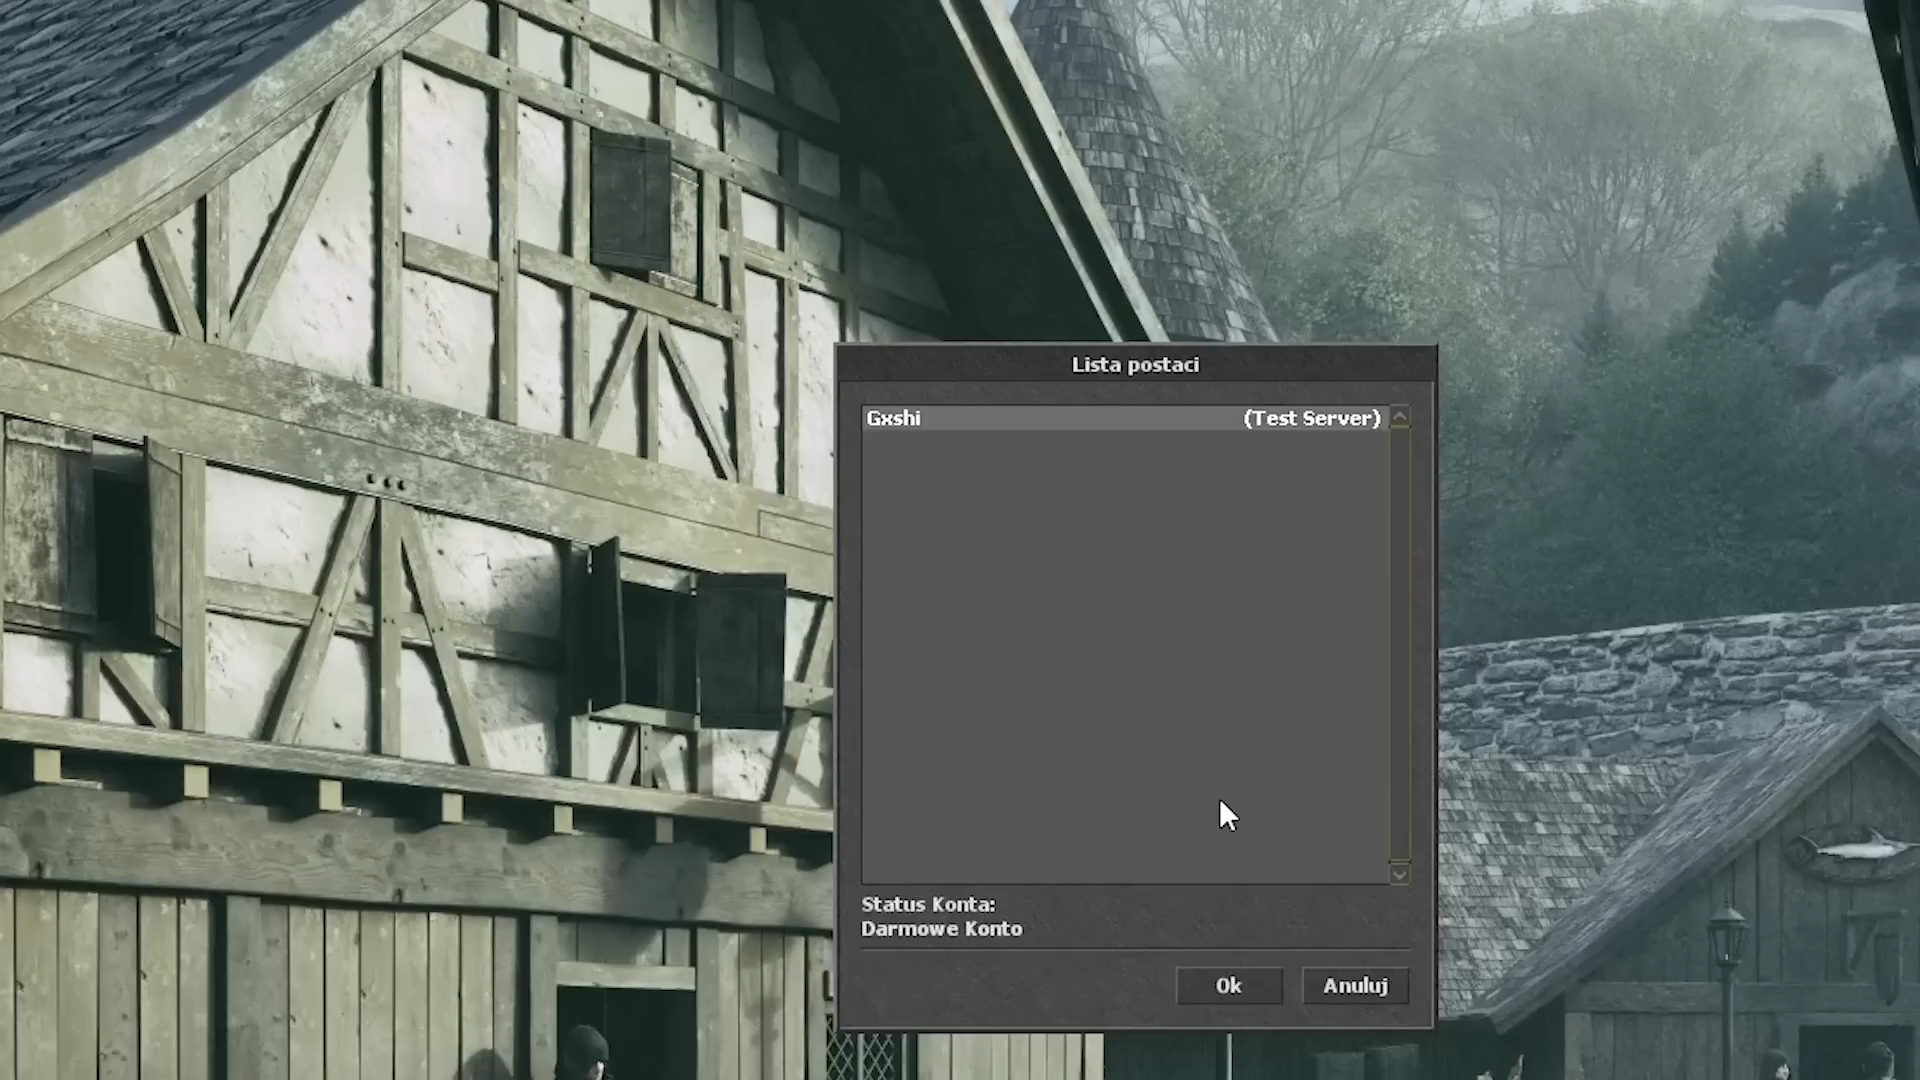 Lista postaci
Gxshi (Test Server)
Status Konta:
Darmowe Konto
Ok Anuluj